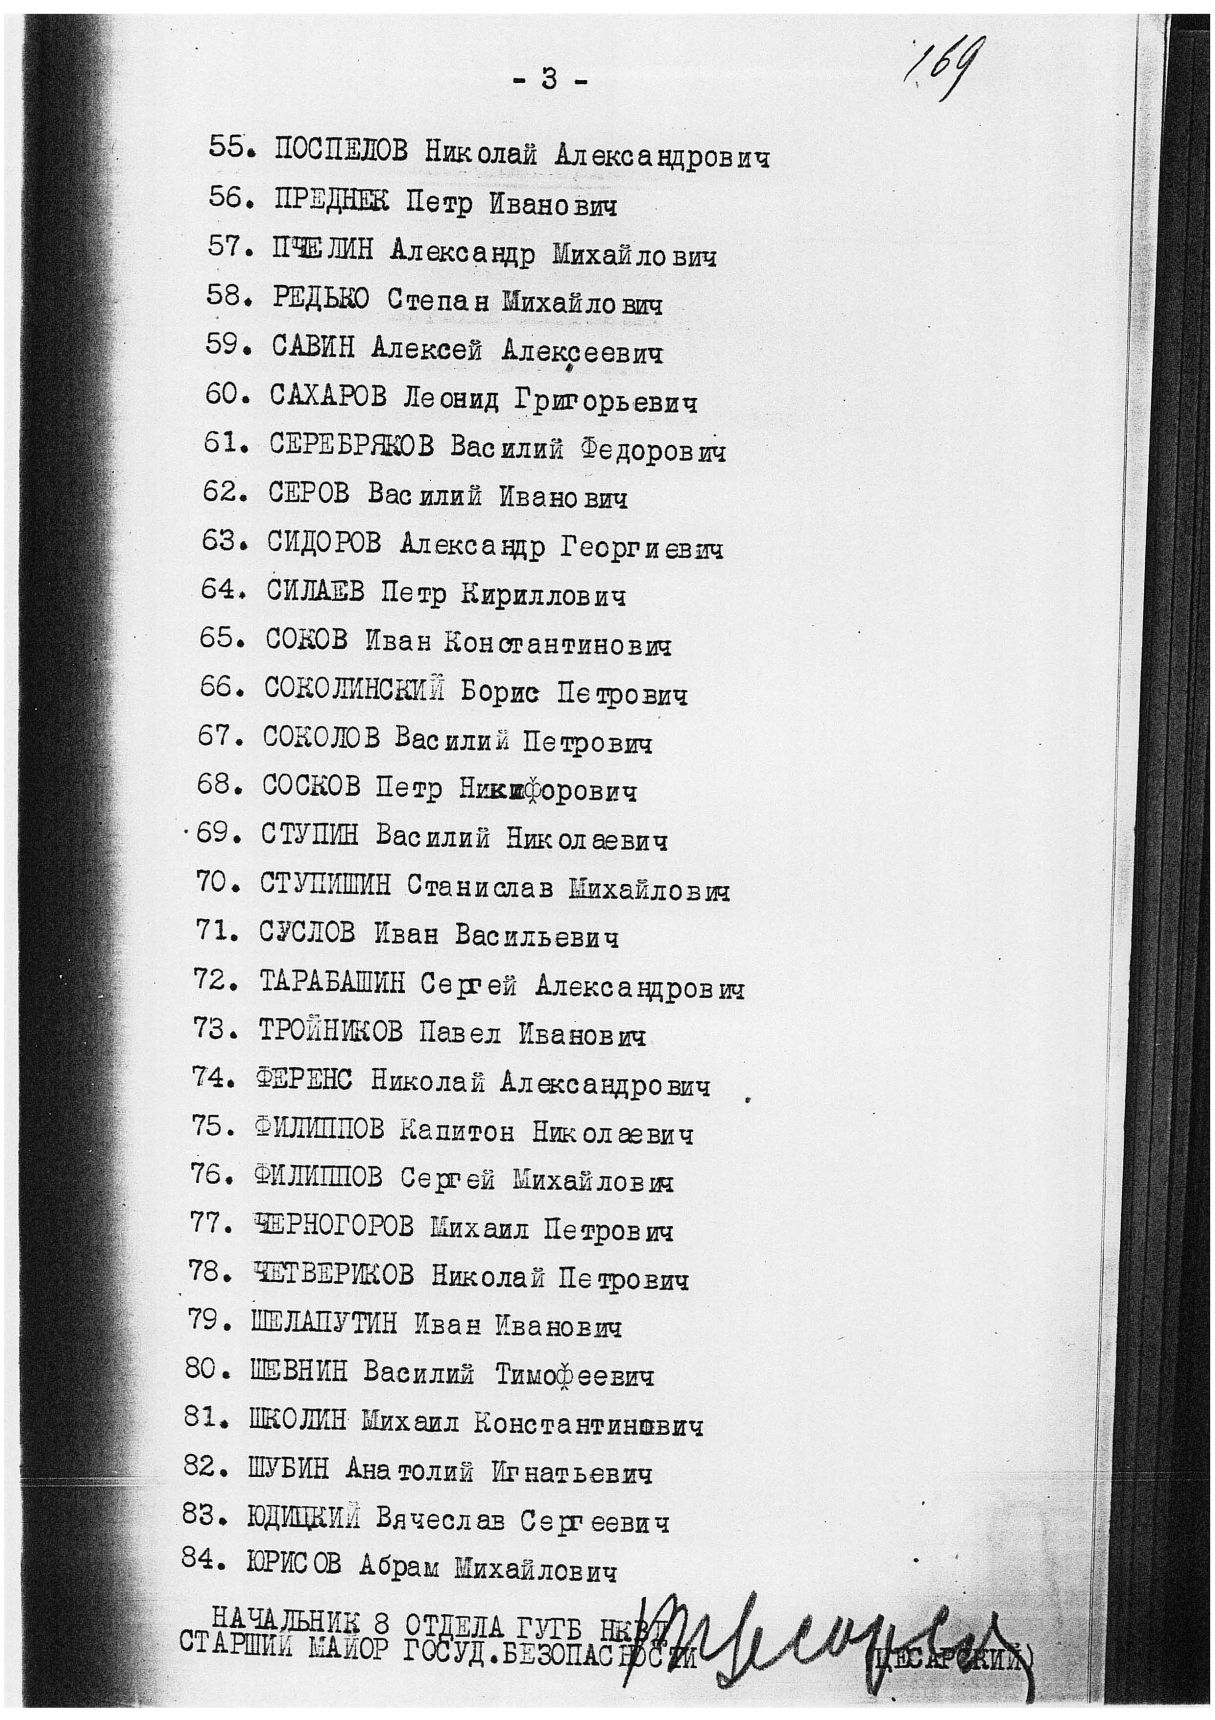 - 3 -
169
55. ПОСПЕЛОВ Николай Александрович
56. ПРЕДНЕК Петр Иванович
57. ПЧЕЛИН Александр Михайлович
58. РЕДЬКО Степан Михайлович
59. САВИН Алексей Алексеевич
60. САХАРОВ Леонид Григорьевич
61. СЕРЕБРЯКОВ Василий Федорович
62. СЕРОВ Василий Иванович
63. СИДОРОВ Александр Георгиевич
64. СИЛАЕВ Петр Кириллович
65. СОКОВ Иван Константинович
66. СОКОЛИНСКИЙ Борис Петрович
67. СОКОЛОВ Василий Петрович
68. СОСКОВ Петр Никифорович
69. СТУПИН Василий Николаевич
70. СТУПИШИН Станислав Михайлович
71. СУСЛОВ Иван Васильевич
72. ТАРАБАШИН Сергей Александрович
73. ТРОЙНИКОВ Павел Иванович
74. ФЕРЕНС Николай Александрович
75. ФИЛИППОВ Капитон Николаевич
76. ФИЛИППОВ Сергей Михайлович
77. ЧЕРНОГОРОВ Михаил Петрович
78. ЧЕТВЕРИКОВ Николай Петрович
79. ШЕЛАПУТИН Иван Иванович
80. ШЕВНИН Василий Тимофеевич
81. ШКОЛИН Михаил Константинович
82. ШУБИН Анатолий Игнатьевич
83. ЮДИЦКИЙ Вячеслав Сергеевич
84. ЮРИСОВ Абрам Михайлович
НАЧАЛЬНИК 8 ОТДЕЛА ГУГБ НКВД
СТАРШИЙ МАЙОР ГОСУД.БЕЗОПАСНОСТИ (ЦЕСАРСКИЙ)